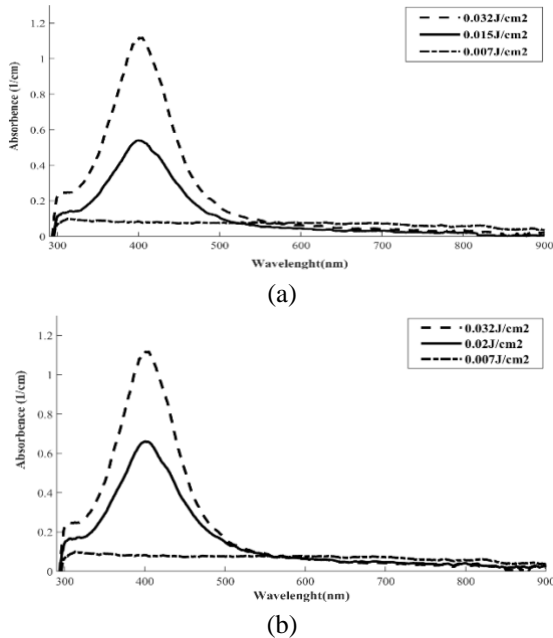 0.032J/cm2
0.015J/cm2
0.007J/cm2
Absorbence (1/cm)
1.2
1
0.8
0.6
0.4
0.2
0
300 400 500 600 700 800 900
Wavelenght(nm)
(a)
0.032J/cm2
0.02J/cm2
0.007J/cm2
Absorbence (1/cm)
1.2
1
0.8
0.6
0.4
0.2
0
300 400 500 600 700 800 900
Wavelenght(nm)
(b)